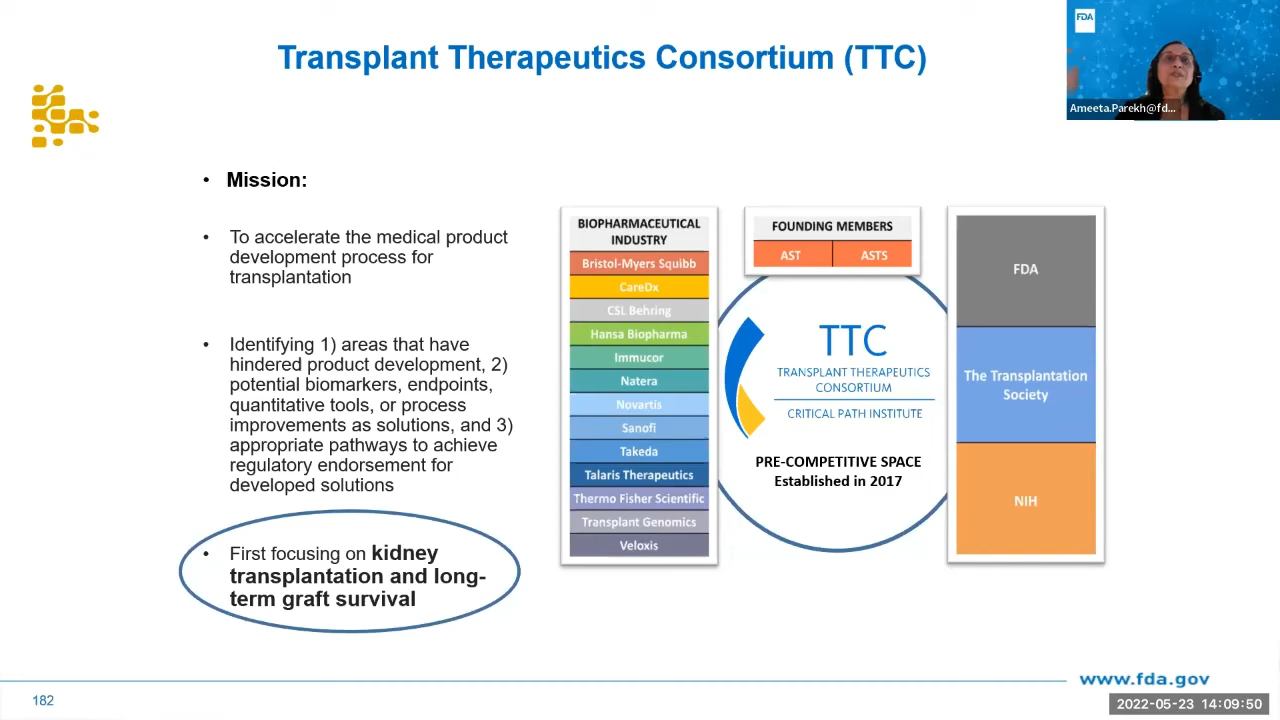 Transplant Therapeutics Consortium (TTC)
FDA
Ameeta.Parekh@fd...
• Mission:
• To accelerate the medical product
development process for
transplantation
• Identifying 1) areas that have
hindered product development, 2)
potential biomarkers, endpoints,
quantitative tools, or process
improvements as solutions, and 3)
appropriate pathways to achieve
regulatory endorsement for
developed solutions
• First focusing on kidney
transplantation and long-
term graft survival
BIOPHARMACEUTICAL
INDUSTRY
Bristol-Myers Squibb
CareDx
CSL Behring
Hansa Biopharma
Immucor
Natera
Novartis
Sanofi
Takeda
Talaris Therapeutics
Thermo Fisher Scientific
Transplant Genomics
Veloxis
FOUNDING MEMBERS
AST ASTS
TTC
TRANSPLANT THERAPEUTICS
CONSORTIUM
CRITICAL PATH INSTITUTE
PRE-COMPETITIVE SPACE
Established in 2017
FDA
The Transplantation
Society
NIH
www.fda.gov
182
2022-05-23 14:09:50